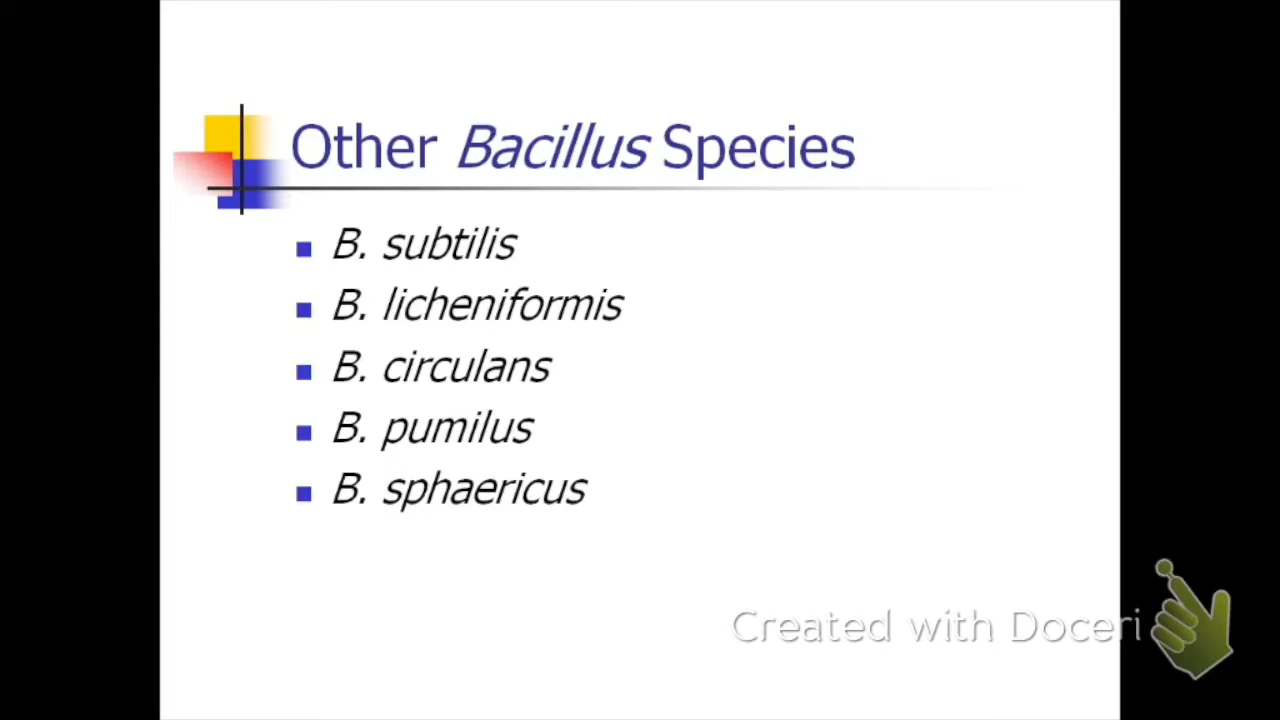 Other Bacillus Species
B. subtilis
B. licheniformis
B. circulans
B. pumilus
B. sphaericus
Created with Doceri